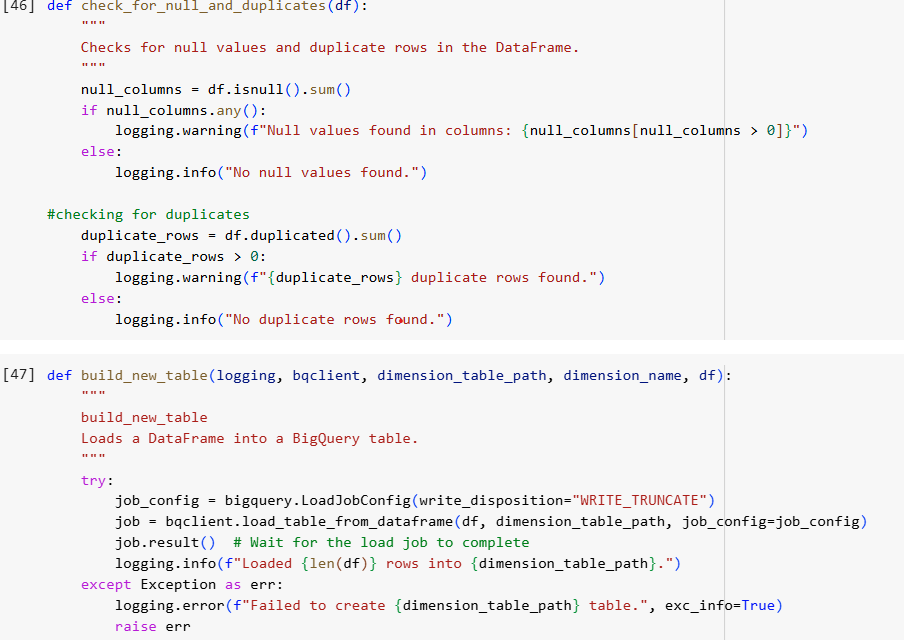 [46] def check_for_null_and_duplicates(df):
"""
Checks for null values and duplicate rows in the DataFrame.
"""
null_columns = df.isnull().sum()
if null_columns.any():
logging.warning(f"Null values found in columns: {null_columns[null_columns > 0]}")
else:
logging.info("No null values found.")
#checking for duplicates
duplicate_rows = df.duplicated().sum()
if duplicate_rows > 0:
logging.warning(f"{duplicate_rows} duplicate rows found.")
else:
logging.info("No duplicate rows found.")
[47] def build_new_table(logging, bqclient, dimension_table_path, dimension_name, df):
"""
build_new_table
Loads a DataFrame into a BigQuery table.
"""
try:
job_config = bigquery.LoadJobConfig(write_disposition="WRITE_TRUNCATE")
job = bqclient.load_table_from_dataframe(df, dimension_table_path, job_config=job_config)
job.result()  # Wait for the load job to complete
logging.info(f"Loaded {len(df)} rows into {dimension_table_path}.")
except Exception as err:
logging.error(f"Failed to create {dimension_table_path} table.", exc_info=True)
raise err